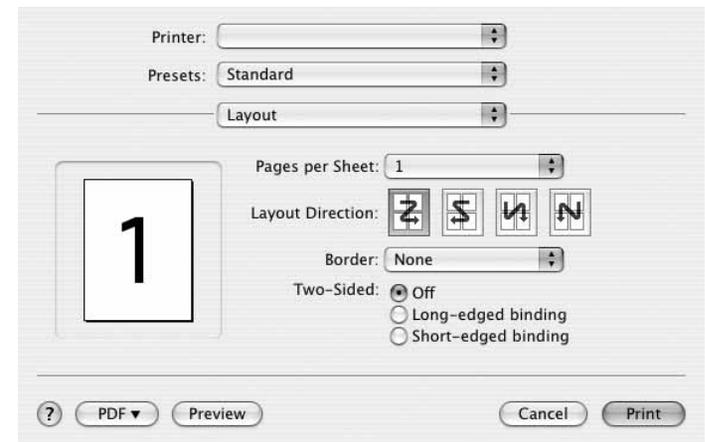 Printer:
Presets: Standard
Layout
Pages per Sheet: 1
1
Layout Direction:
Border: None
Two-Sided: Off
Long-edged binding
Short-edged binding
? PDF▼ Preview Cancel Print